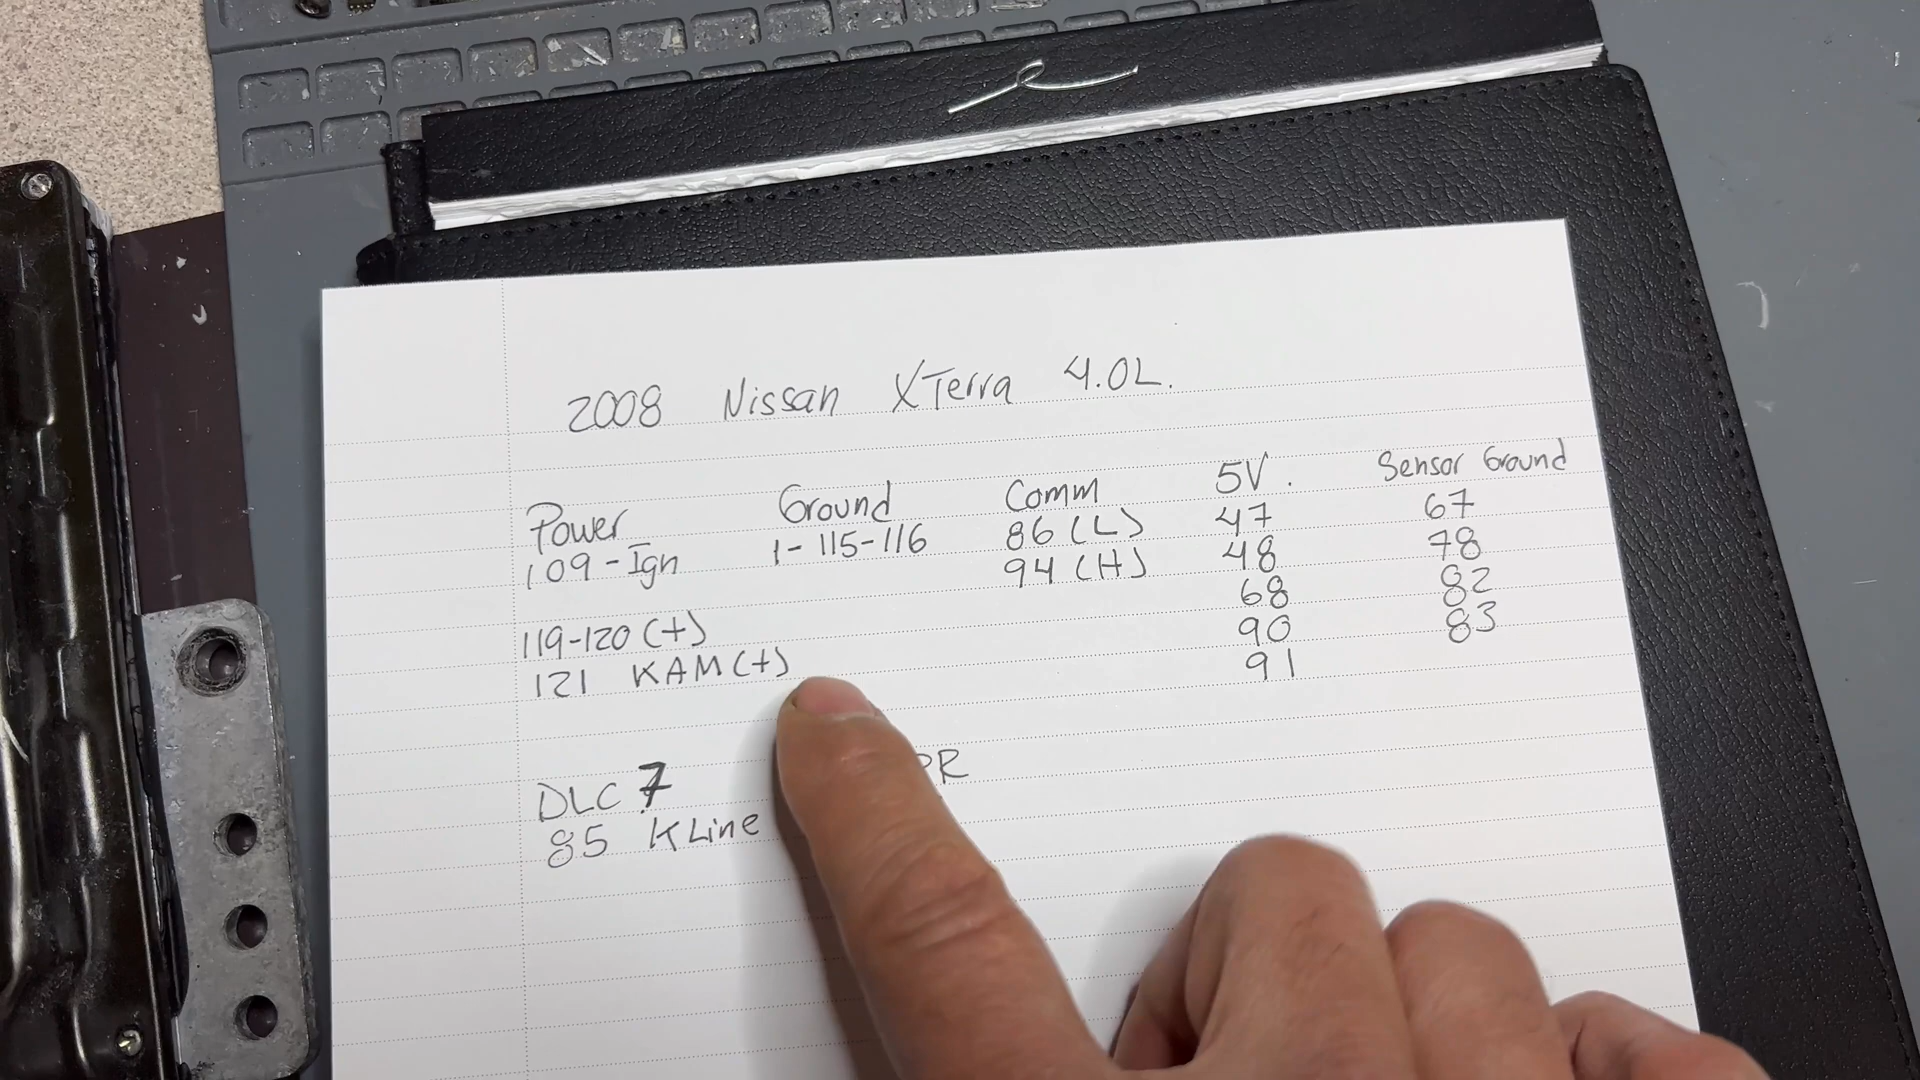 2008 Nissan XTerra 4.0L.
Power Ground Comm 5V. Sensor Ground
109-Ign 1-115-116 86 (L) 47 67
94 (H) 48 78
68 82
119-120 (+) 90 83
121 KAM (+) 91
DLC 7
85 K Line